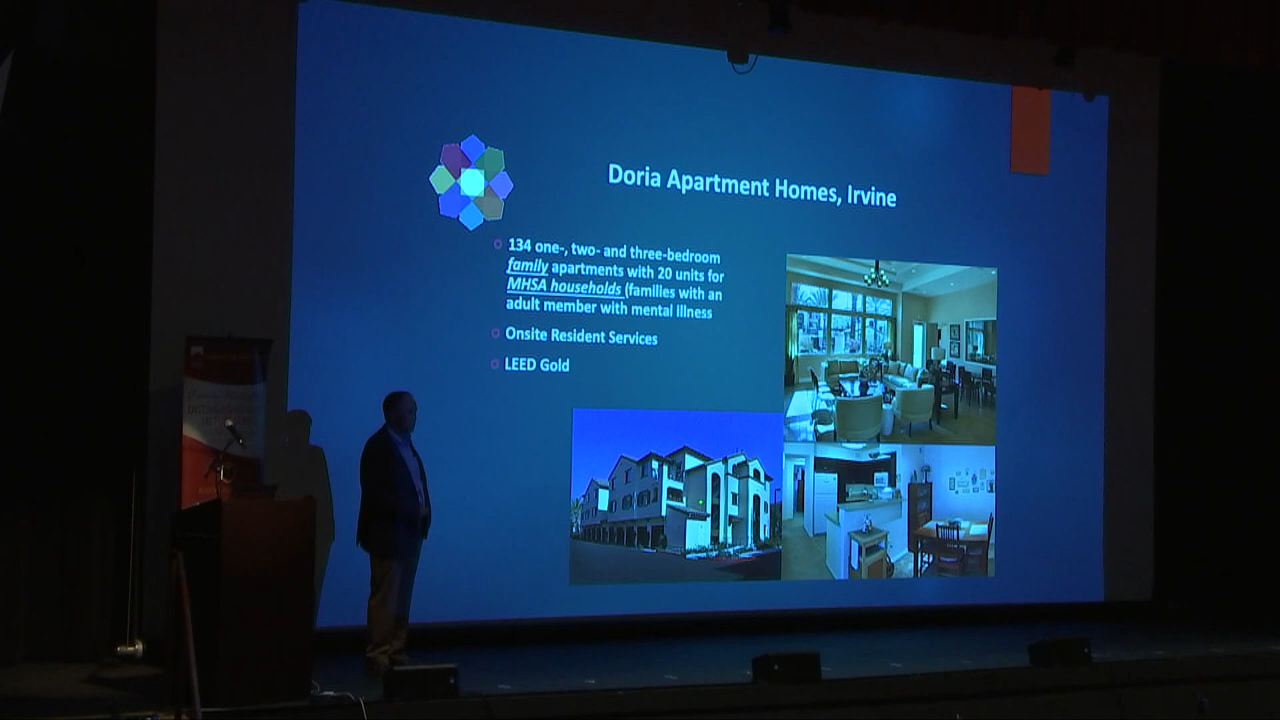 Doria Apartment Homes, Irvine
134 one-, two- and three-bedroom
family apartments with 20 units for
MHSA households (families with an
adult member with mental illness
Onsite Resident Services
LEED Gold